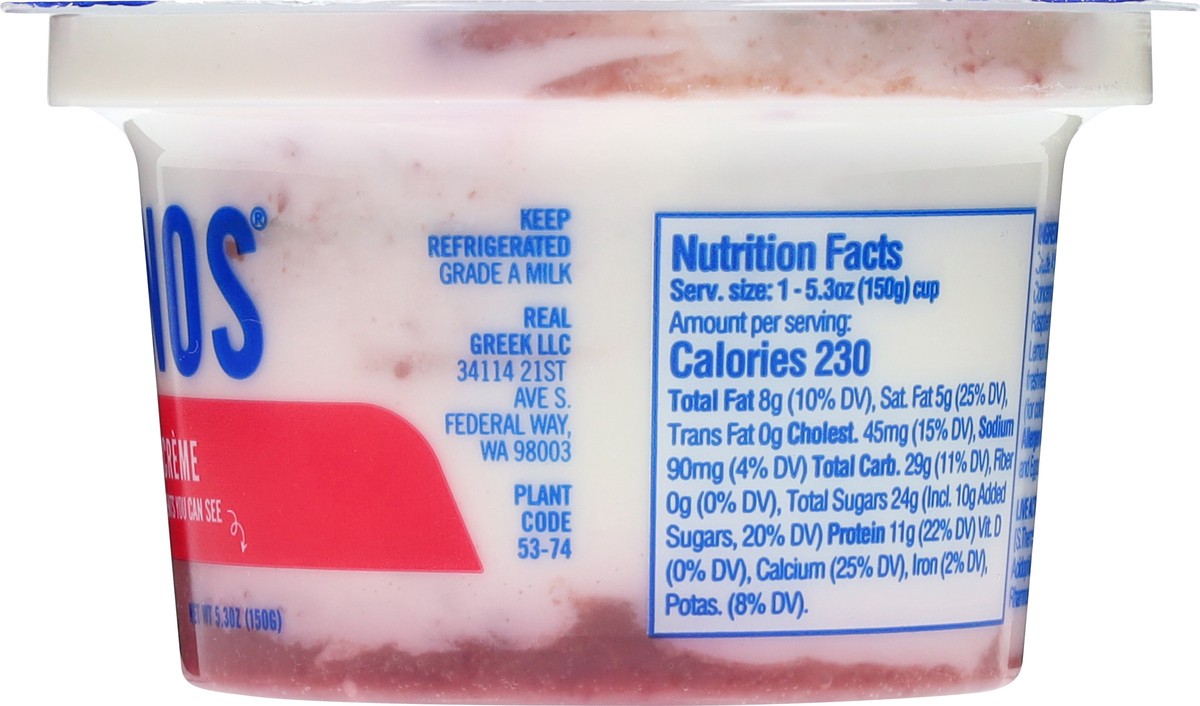 NOS®
CRÈME
YOU CAN SEE
NET WT 5.3OZ (150G)
KEEP
REFRIGERATED
GRADE A MILK
REAL
GREEK LLC
34114 21ST
AVE S.
FEDERAL WAY,
WA 98003
PLANT
CODE
53-74
Nutrition Facts
Serv. size: 1 - 5.3oz (150g) cup
Amount per serving:
Calories 230
Total Fat 8g (10% DV), Sat. Fat 5g (25% DV),
Trans Fat 0g Cholest. 45mg (15% DV), Sodium
90mg (4% DV) Total Carb. 29g (11% DV), Fiber
0g (0% DV), Total Sugars 24g (Incl. 10g Added
Sugars, 20% DV) Protein 11g (22% DV) Vit. D
(0% DV), Calcium (25% DV), Iron (2% DV),
Potas. (8% DV).